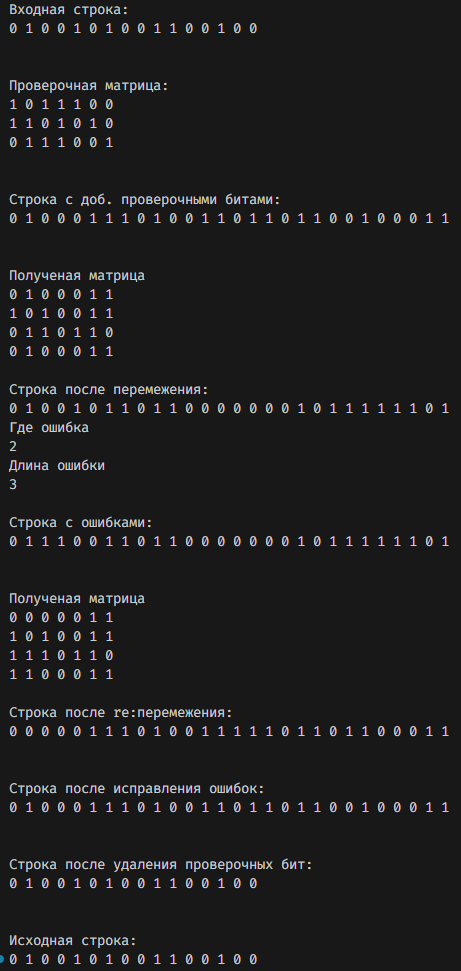 Входная строка:
0 1 0 0 1 0 1 0 0 1 1 0 0 1 0 0
Проверочная матрица:
1 0 1 1 1 0 0
1 1 0 1 0 1 0
0 1 1 1 0 0 1
Строка с доб. проверочными битами:
0 1 0 0 0 1 1 1 0 1 0 0 1 1 0 1 1 0 1 1 0 0 1 0 0 0 1 1
Полученая матрица
0 1 0 0 0 1 1
1 0 1 0 0 1 1
0 1 1 0 1 1 0
0 1 0 0 0 1 1
Строка после перемежения:
0 1 0 0 1 0 1 1 0 1 1 0 0 0 0 0 0 0 1 0 1 1 1 1 1 1 0 1
Где ошибка
2
Длина ошибки
3
Строка с ошибками:
0 1 1 1 0 0 1 1 0 1 1 0 0 0 0 0 0 0 1 0 1 1 1 1 1 1 0 1
Полученая матрица
0 0 0 0 0 1 1
1 0 1 0 0 1 1
1 1 1 0 1 1 0
1 1 0 0 0 1 1
Строка после re:перемежения:
0 0 0 0 0 1 1 1 0 1 0 0 1 1 1 1 1 0 1 1 0 1 1 0 0 0 1 1
Строка после исправления ошибок:
0 1 0 0 0 1 1 1 0 1 0 0 1 1 0 1 1 0 1 1 0 0 1 0 0 0 1 1
Строка после удаления проверочных бит:
0 1 0 0 1 0 1 0 0 1 1 0 0 1 0 0
Исходная строка:
0 1 0 0 1 0 1 0 0 1 1 0 0 1 0 0